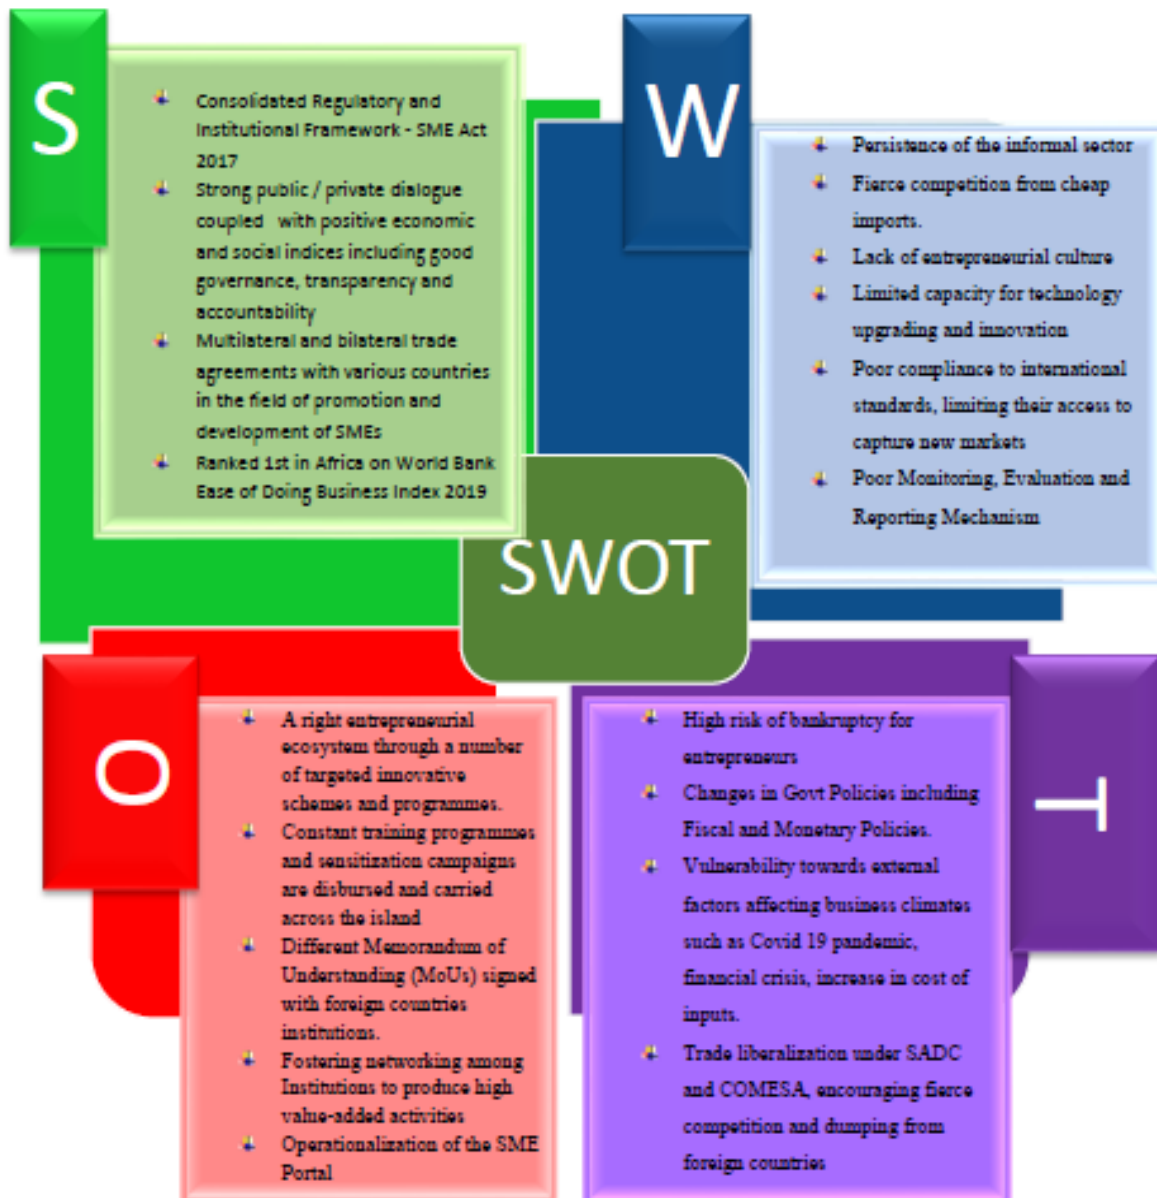 S
Consolidated Regulatory and
Institutional Framework - SME Act
2017
Strong public / private dialogue
coupled with positive economic
and social indices including good
governance, transparency and
accountability
Multilateral and bilateral trade
agreements with various countries
in the field of promotion and
development of SMEs
Ranked 1st in Africa on World Bank
Ease of Doing Business Index 2019
W
Persistence of the informal sector
Fierce competition from cheap
imports.
Lack of entrepreneurial culture
Limited capacity for technology
upgrading and innovation
Poor compliance to international
standards, limiting their access to
capture new markets
Poor Monitoring, Evaluation and
Reporting Mechanism
SWOT
O
A right entrepreneurial
ecosystem through a number
of targeted innovative
schemes and programmes.
Constant training programmes
and sensitization campaigns
are disbursed and carried
across the island
Different Memorandum of
Understanding (MoUs) signed
with foreign countries
institutions.
Fostering networking among
Institutions to produce high
value-added activities
Operationalization of the SME
Portal
T
High risk of bankruptcy for
entrepreneurs
Changes in Govt Policies including
Fiscal and Monetary Policies.
Vulnerability towards external
factors affecting business climates
such as Covid 19 pandemic,
financial crisis, increase in cost of
inputs.
Trade liberalization under SADC
and COMESA, encouraging fierce
competition and dumping from
foreign countries